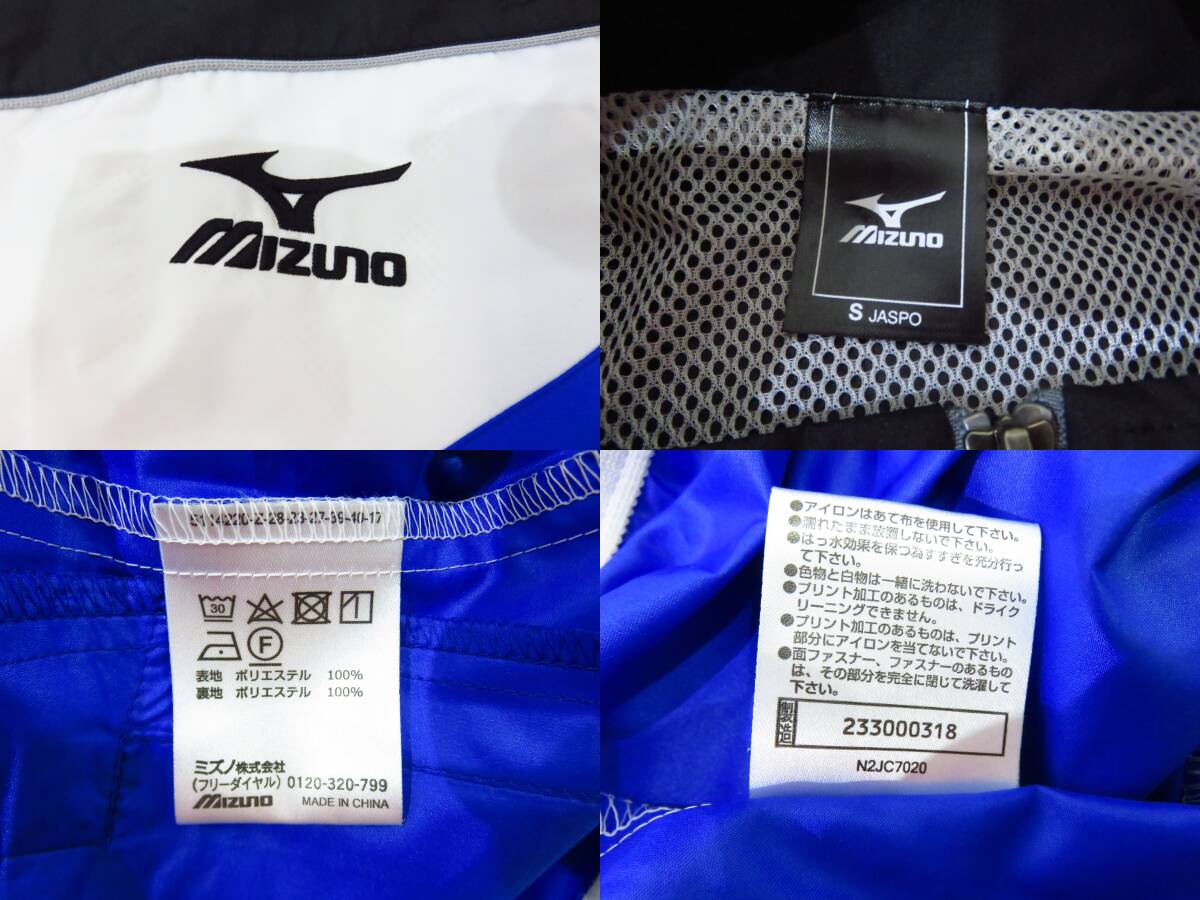 MIZUNO
MIZUNO
S JASPO
30
F
表地 ポリエステル 100%
裏地 ポリエステル 100%
ミズノ株式会社
(フリーダイヤル) 0120-320-799
MIZUNO MADE IN CHINA
●アイロンはあて布を使用して下さい。
●濡れたまま放置しないで下さい。
●はっ水効果を保つ為すすぎを充分行っ
て下さい。
●色物と白物は一緒に洗わないで下さい。
●プリント加工のあるものは、ドライク
リーニングできません。
●プリント加工のあるものは、プリント
部分にアイロンを当てないで下さい。
●面ファスナー、ファスナーのあるもの
は、その部分を完全に閉じて洗濯して
下さい。
製造 233000318
N2JC7020